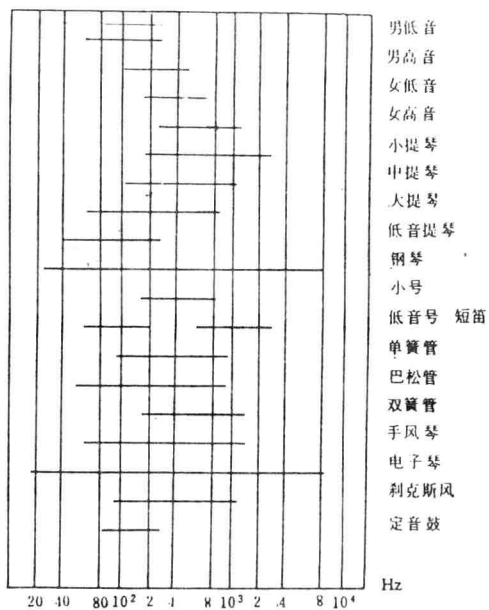 男低音
男高音
女低音
女高音
小提琴
中提琴
大提琴
低音提琴
钢琴
小号
低音号 短笛
单簧管
巴松管
双簧管
手风琴
电子琴
刹克斯风
定音鼓
Hz
20 40 80 10² 2 4 8 10³ 2 4 8 10⁴